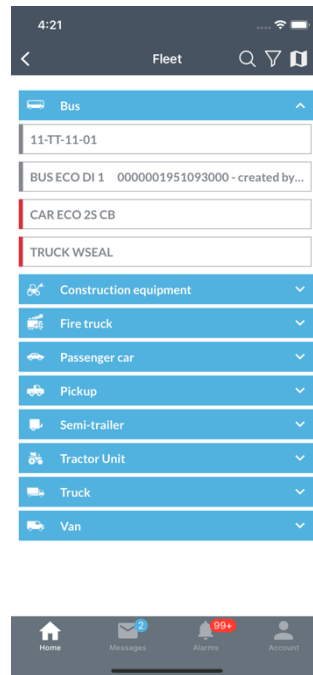 4:21
Fleet
Bus
11-TT-11-01
BUS ECO DI 1 0000001951093000 - created by...
CAR ECO 2S CB
TRUCK WSEAL
Construction equipment
Fire truck
Passenger car
Pickup
Semi-trailer
Tractor Unit
Truck
Van
2
99+
Home
Messages
Alarms
Account